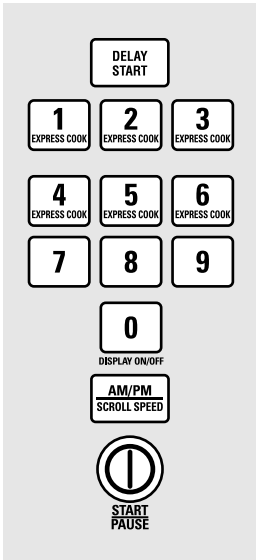 DELAY
START
1 2 3
EXPRESS COOK EXPRESS COOK EXPRESS COOK
4 5 6
EXPRESS COOK EXPRESS COOK EXPRESS COOK
7 8 9
0
DISPLAY ON/OFF
AM/PM
SCROLL SPEED
START
PAUSE